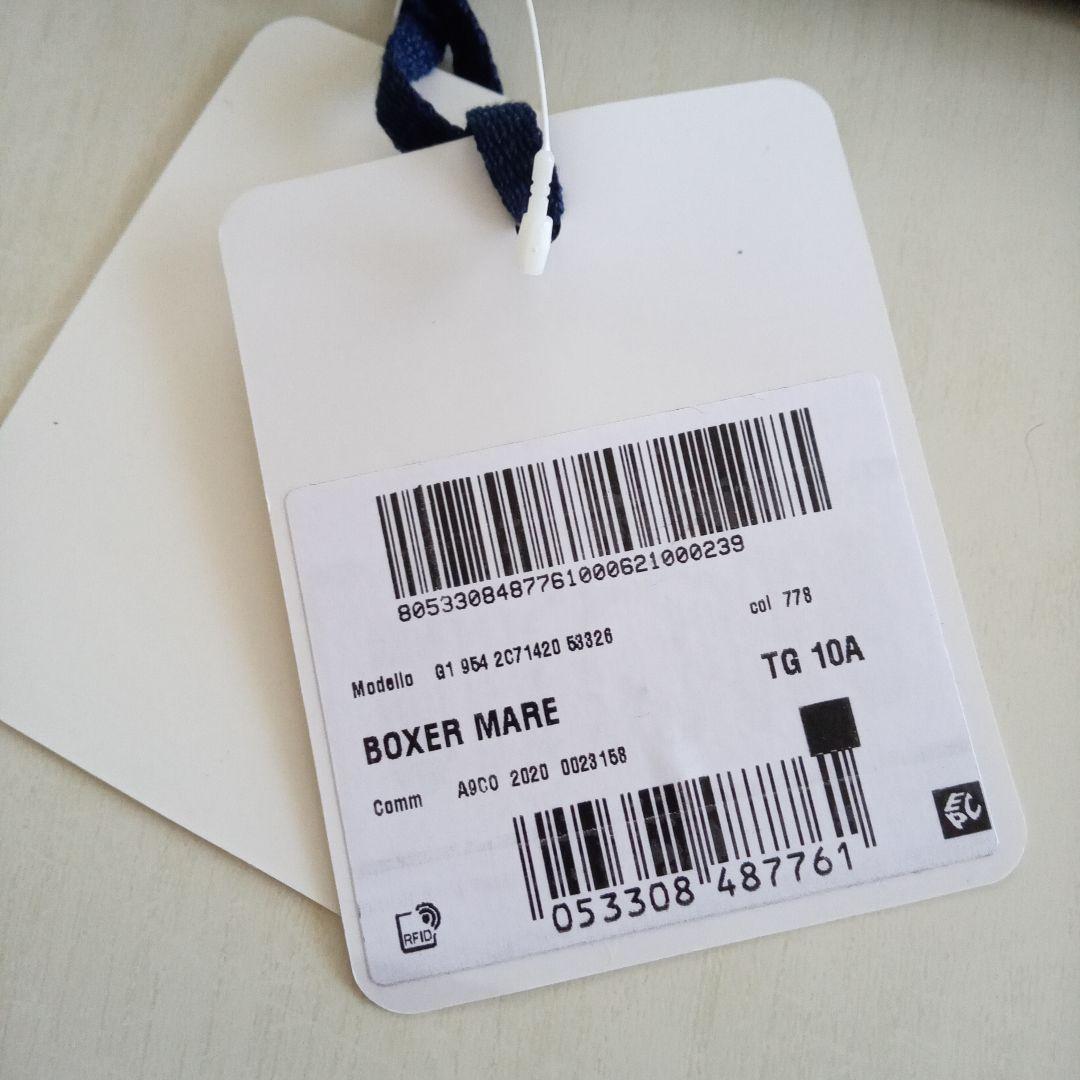 8053308487761000621000239
Modello G1 954 2C71420 53326
col 778
BOXER MARE
TG 10A
Comm A9C0 2020 0023158
053308 487761
RFID
EPC